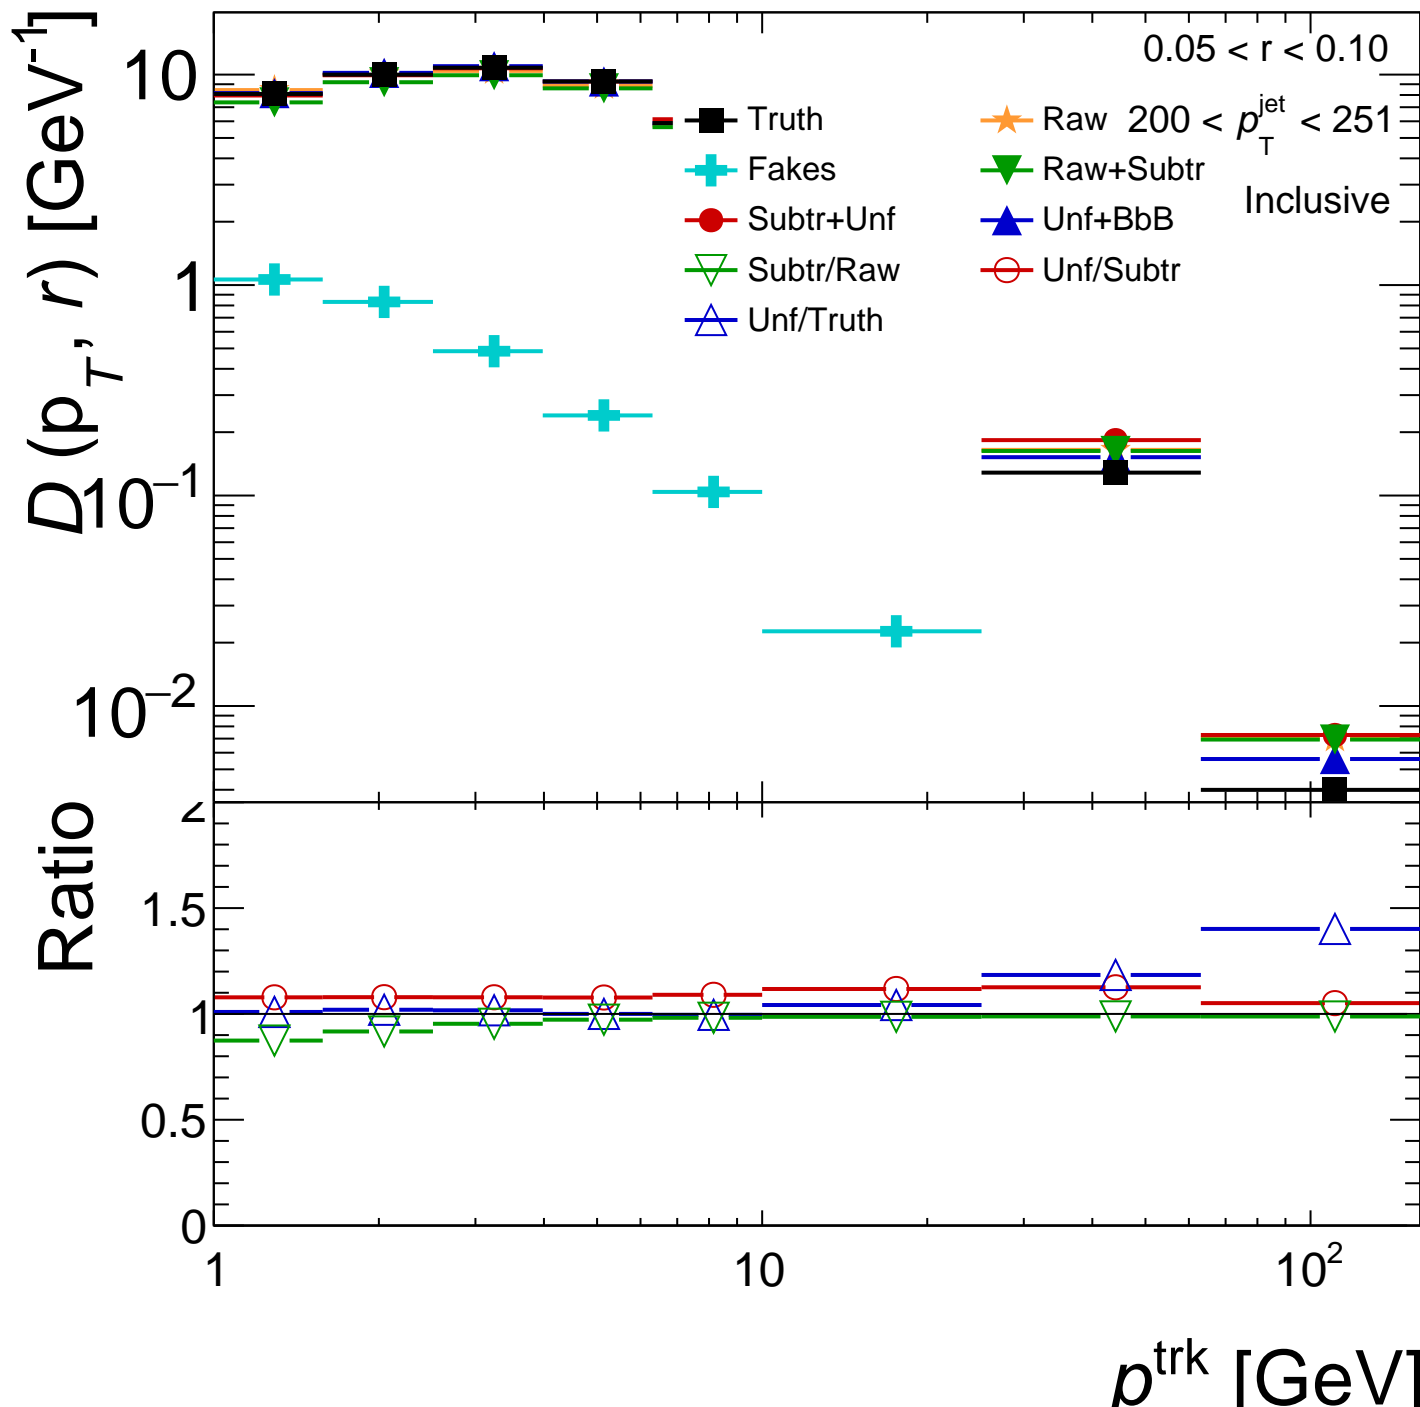 D (p_T, r) [GeV^-1]
10
1
10^−1
10^−2
0.05 < r < 0.10
200 < p_T^jet < 251
Inclusive
Truth
Raw
Fakes
Raw+Subtr
Subtr+Unf
Unf+BbB
Subtr/Raw
Unf/Subtr
Unf/Truth
Ratio
2
1.5
1
0.5
0
1
10
10^2
p^trk [GeV]